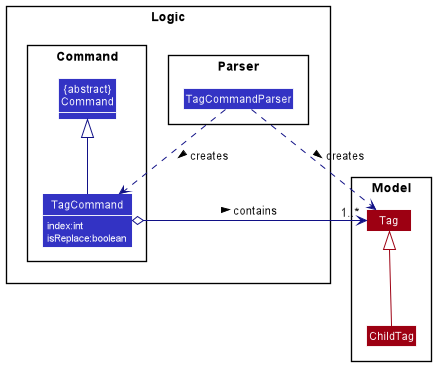 Logic
Command
Parser
{abstract}
Command
TagCommandParser
creates
creates
Model
TagCommand
index:int
isReplace:boolean
contains
1..*
Tag
ChildTag